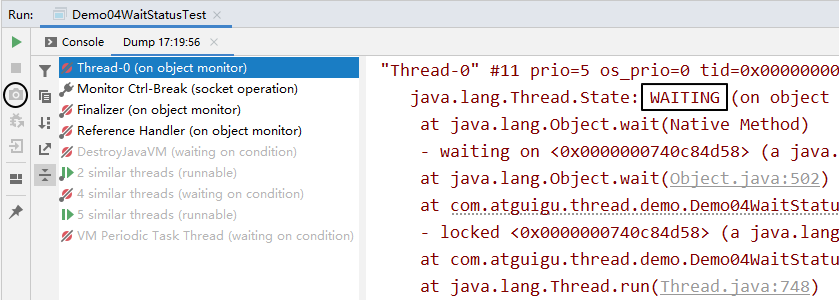 Run: Demo04WaitStatusTest
Console Dump 17:19:56
Thread-0 (on object monitor)
Monitor Ctrl-Break (socket operation)
Finalizer (on object monitor)
Reference Handler (on object monitor)
DestroyJavaVM (waiting on condition)
2 similar threads (runnable)
4 similar threads (waiting on condition)
5 similar threads (runnable)
VM Periodic Task Thread (waiting on condition)
"Thread-0" #11 prio=5 os_prio=0 tid=0x00000000
java.lang.Thread.State: WAITING (on object
at java.lang.Object.wait(Native Method)
- waiting on <0x0000000740c84d58> (a java.
at java.lang.Object.wait(Object.java:502)
at com.atguigu.thread.demo.Demo04WaitStatu
- locked <0x0000000740c84d58> (a java.lang
at com.atguigu.thread.demo.Demo04WaitStatu
at java.lang.Thread.run(Thread.java:748)